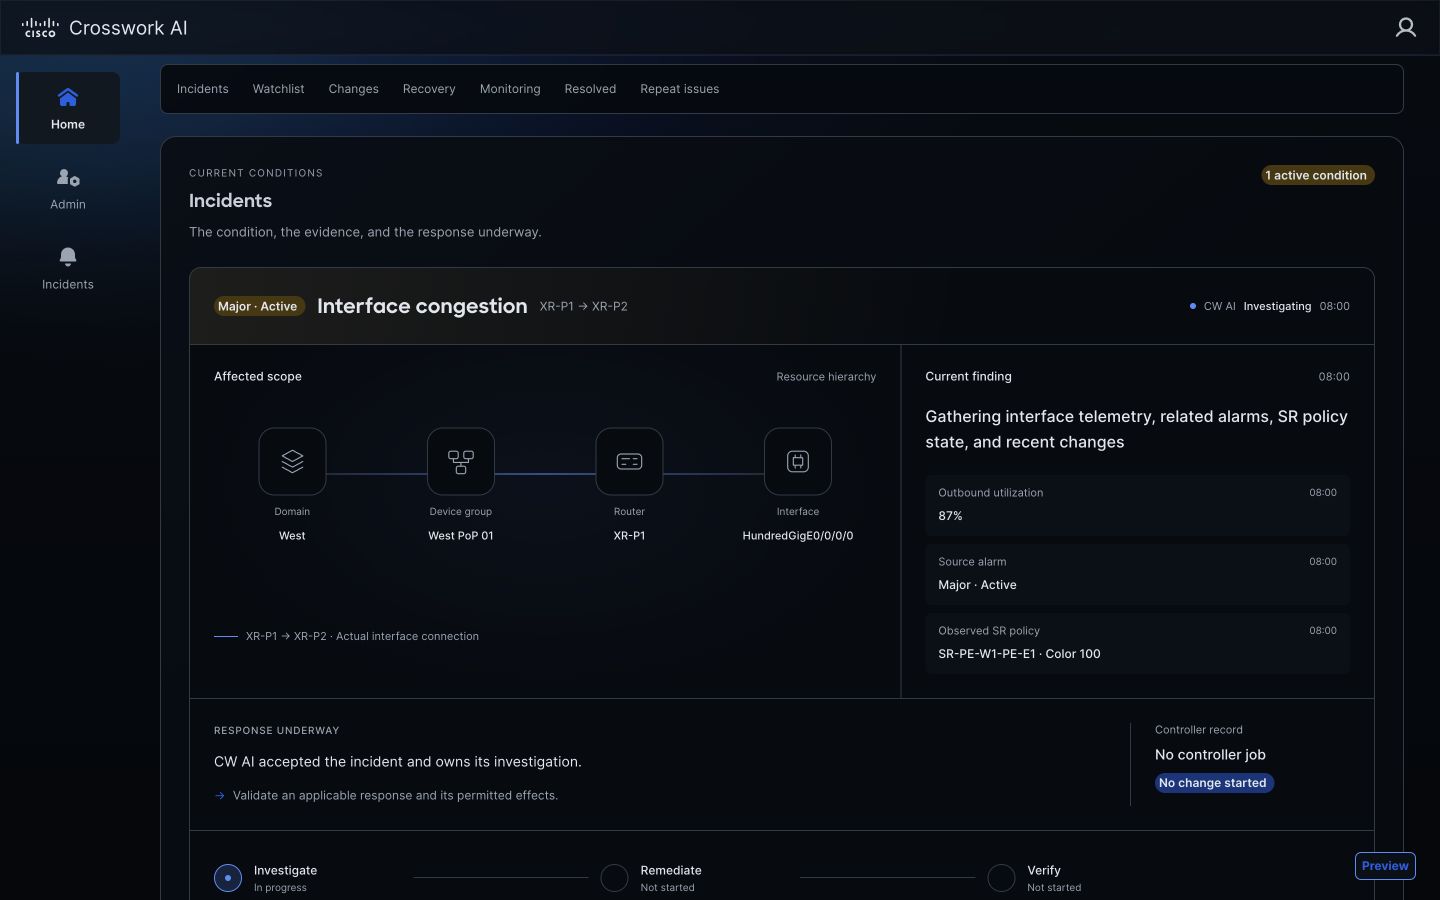 CISCO Crosswork AI
Home
Admin
Incidents
Incidents Watchlist Changes Recovery Monitoring Resolved Repeat issues
CURRENT CONDITIONS
1 active condition
Incidents
The condition, the evidence, and the response underway.
Major · Active Interface congestion XR-P1 → XR-P2
CW AI Investigating 08:00
Affected scope
Resource hierarchy
Domain
West
Device group
West PoP 01
Router
XR-P1
Interface
HundredGigE0/0/0/0
XR-P1 → XR-P2 · Actual interface connection
Current finding 08:00
Gathering interface telemetry, related alarms, SR policy
state, and recent changes
Outbound utilization 08:00
87%
Source alarm 08:00
Major · Active
Observed SR policy 08:00
SR-PE-W1-PE-E1 · Color 100
RESPONSE UNDERWAY
CW AI accepted the incident and owns its investigation.
→ Validate an applicable response and its permitted effects.
Controller record
No controller job
No change started
Investigate
In progress
Remediate
Not started
Verify
Not started
Preview